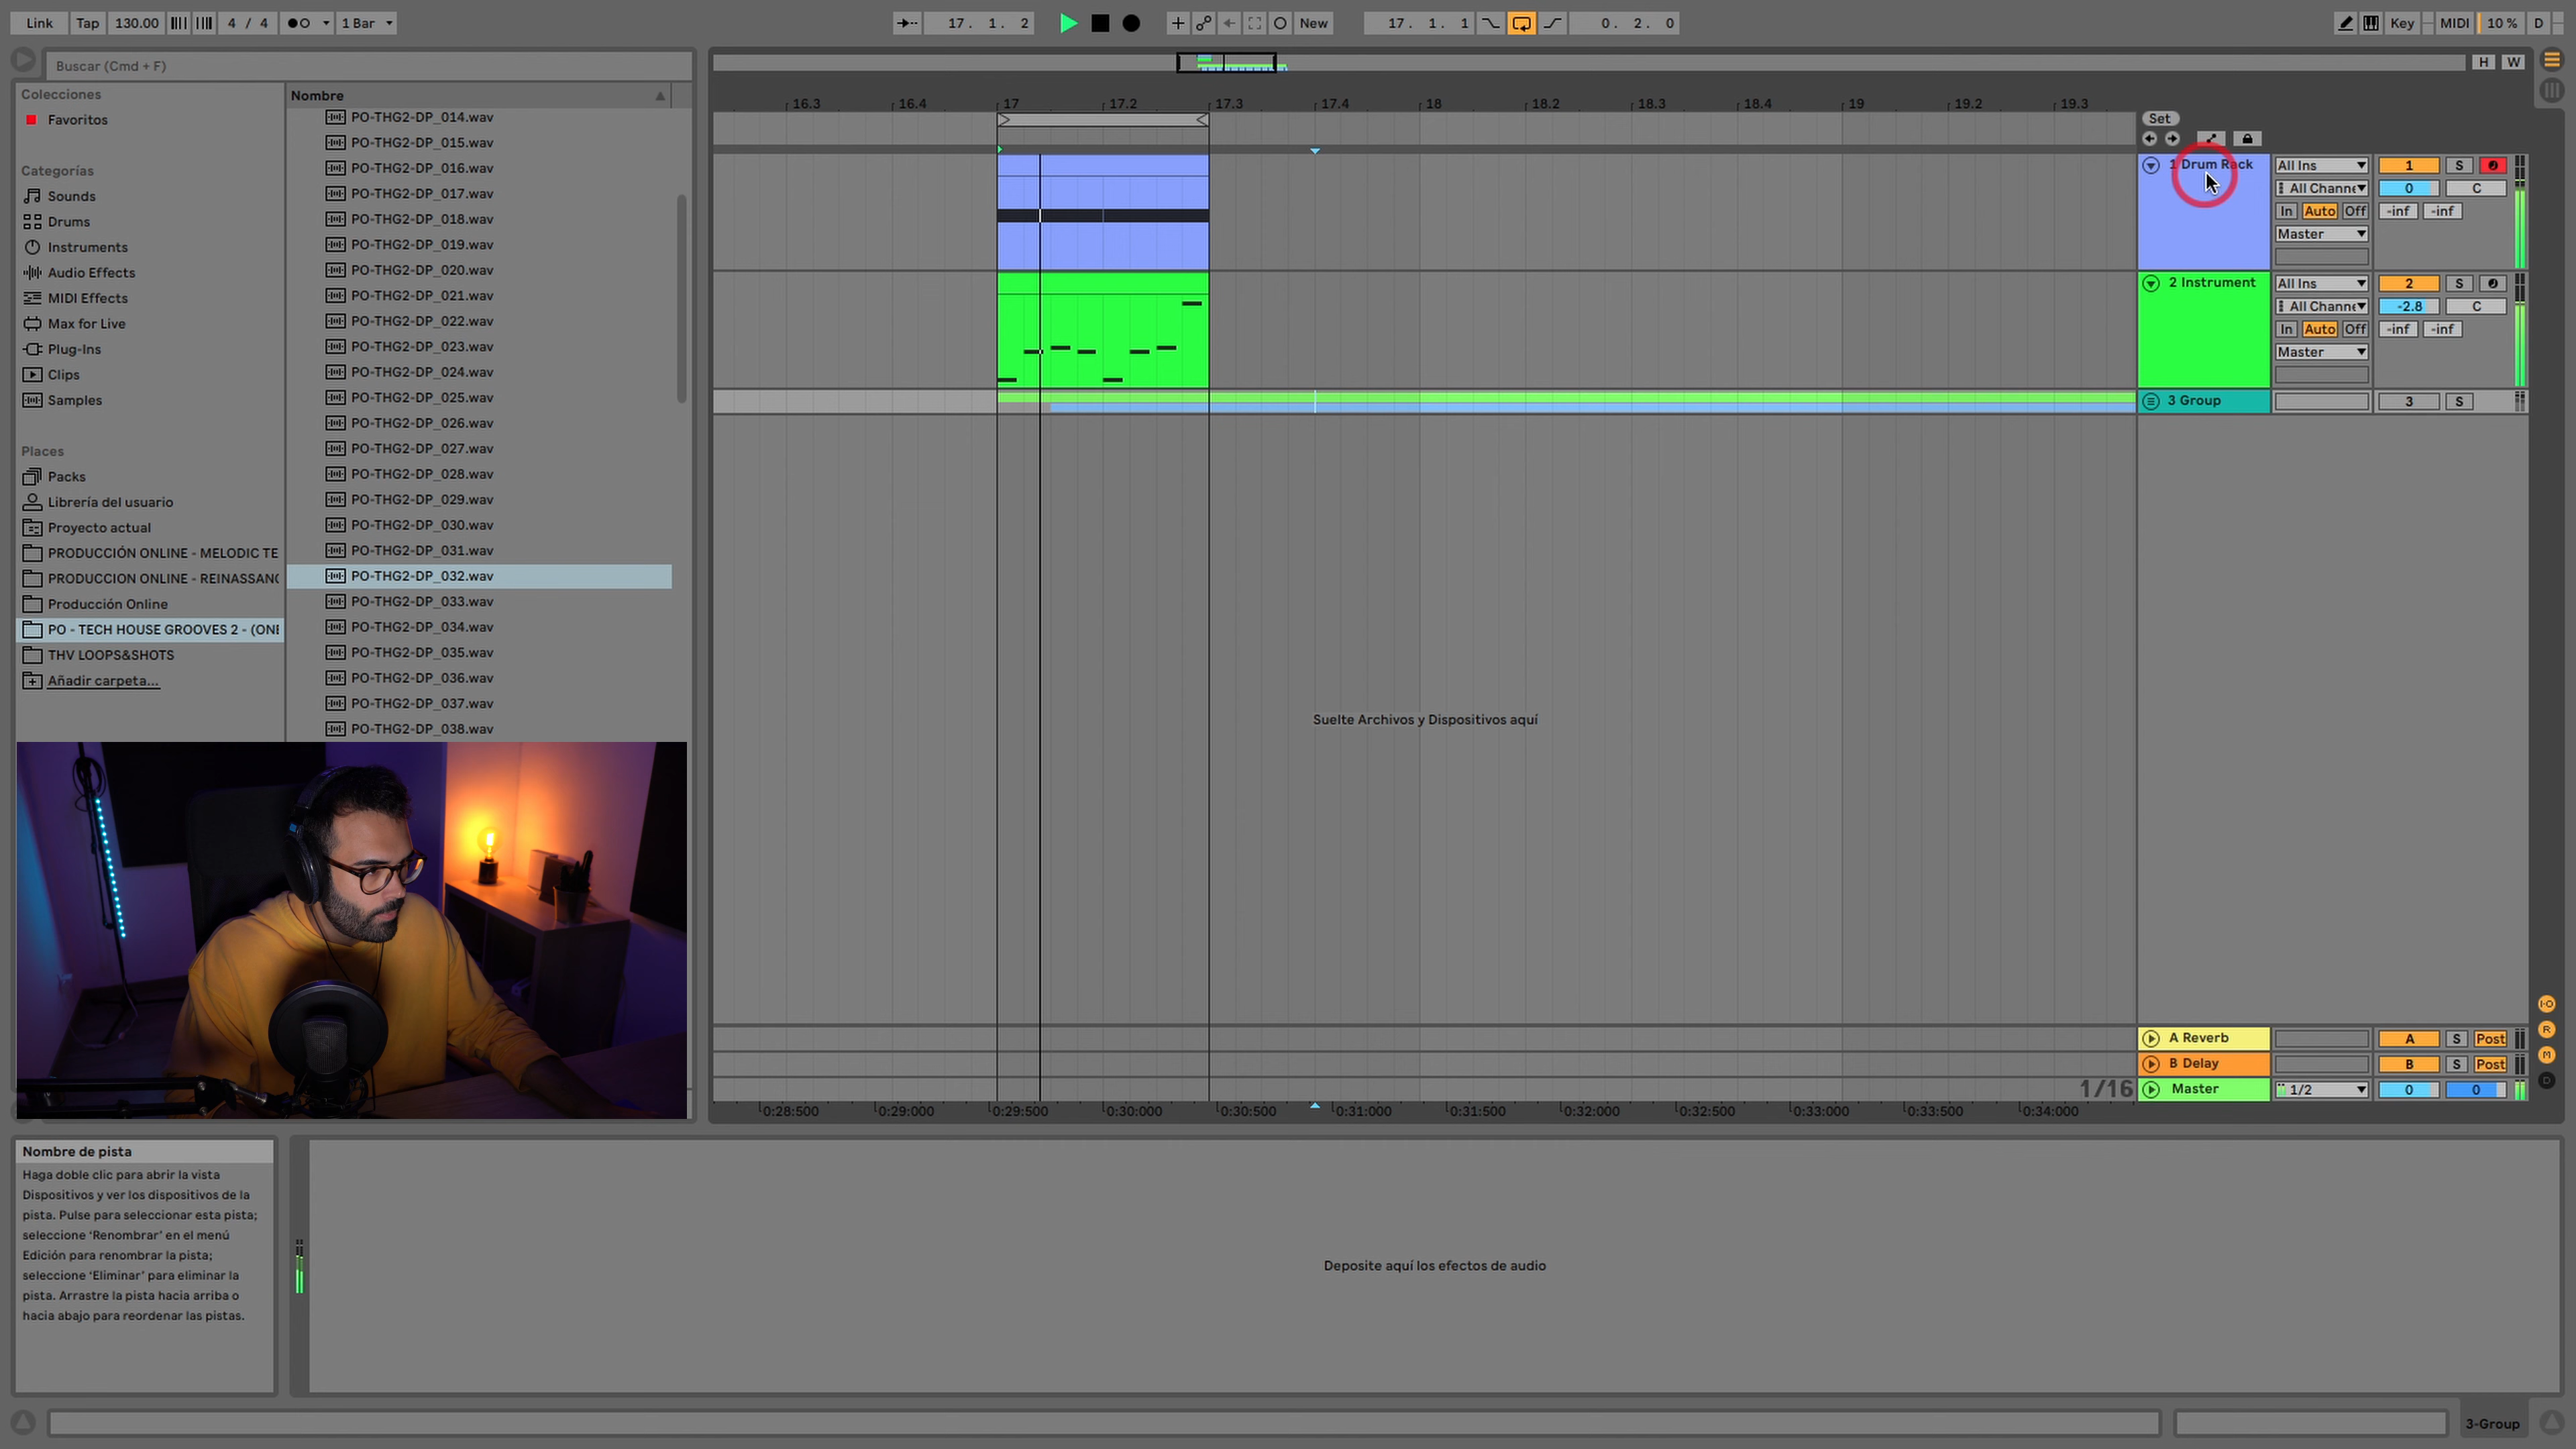 Link Tap 130.00 4 / 4 1 Bar 17. 1. 2 New 17. 1. 1 0. 2. 0 Key MIDI 10 % D
Buscar (Cmd + F)
H W
Colecciones
Favoritos
Categorías
Sounds
Drums
Instruments
Audio Effects
MIDI Effects
Max for Live
Plug-Ins
Clips
Samples
Places
Packs
Librería del usuario
Proyecto actual
PRODUCCIÓN ONLINE - MELODIC TE
PRODUCCION ONLINE - REINASSANC
Producción Online
PO - TECH HOUSE GROOVES 2 - (ONE
THV LOOPS&SHOTS
Añadir carpeta...
Nombre
PO-THG2-DP_014.wav
PO-THG2-DP_015.wav
PO-THG2-DP_016.wav
PO-THG2-DP_017.wav
PO-THG2-DP_018.wav
PO-THG2-DP_019.wav
PO-THG2-DP_020.wav
PO-THG2-DP_021.wav
PO-THG2-DP_022.wav
PO-THG2-DP_023.wav
PO-THG2-DP_024.wav
PO-THG2-DP_025.wav
PO-THG2-DP_026.wav
PO-THG2-DP_027.wav
PO-THG2-DP_028.wav
PO-THG2-DP_029.wav
PO-THG2-DP_030.wav
PO-THG2-DP_031.wav
PO-THG2-DP_032.wav
PO-THG2-DP_033.wav
PO-THG2-DP_034.wav
PO-THG2-DP_035.wav
PO-THG2-DP_036.wav
PO-THG2-DP_037.wav
PO-THG2-DP_038.wav
16.3 16.4 17 17.2 17.3 17.4 18 18.2 18.3 18.4 19 19.2 19.3
Set
1 Drum Rack All Ins 1 S
All Channe 0 C
In Auto Off -inf -inf
Master
2 Instrument All Ins 2 S
All Channe -2.8 C
In Auto Off -inf -inf
Master
3 Group 3 S
Suelte Archivos y Dispositivos aquí
I·O
R
M
D
A Reverb A S Post
B Delay B S Post
1/16 Master 1/2 0 0
0:28:500 0:29:000 0:29:500 0:30:000 0:30:500 0:31:000 0:31:500 0:32:000 0:32:500 0:33:000 0:33:500 0:34:000
Nombre de pista
Haga doble clic para abrir la vista
Dispositivos y ver los dispositivos de la
pista. Pulse para seleccionar esta pista;
seleccione ‘Renombrar’ en el menú
Edición para renombrar la pista;
seleccione ‘Eliminar’ para eliminar la
pista. Arrastre la pista hacia arriba o
hacia abajo para reordenar las pistas.
Deposite aquí los efectos de audio
3-Group